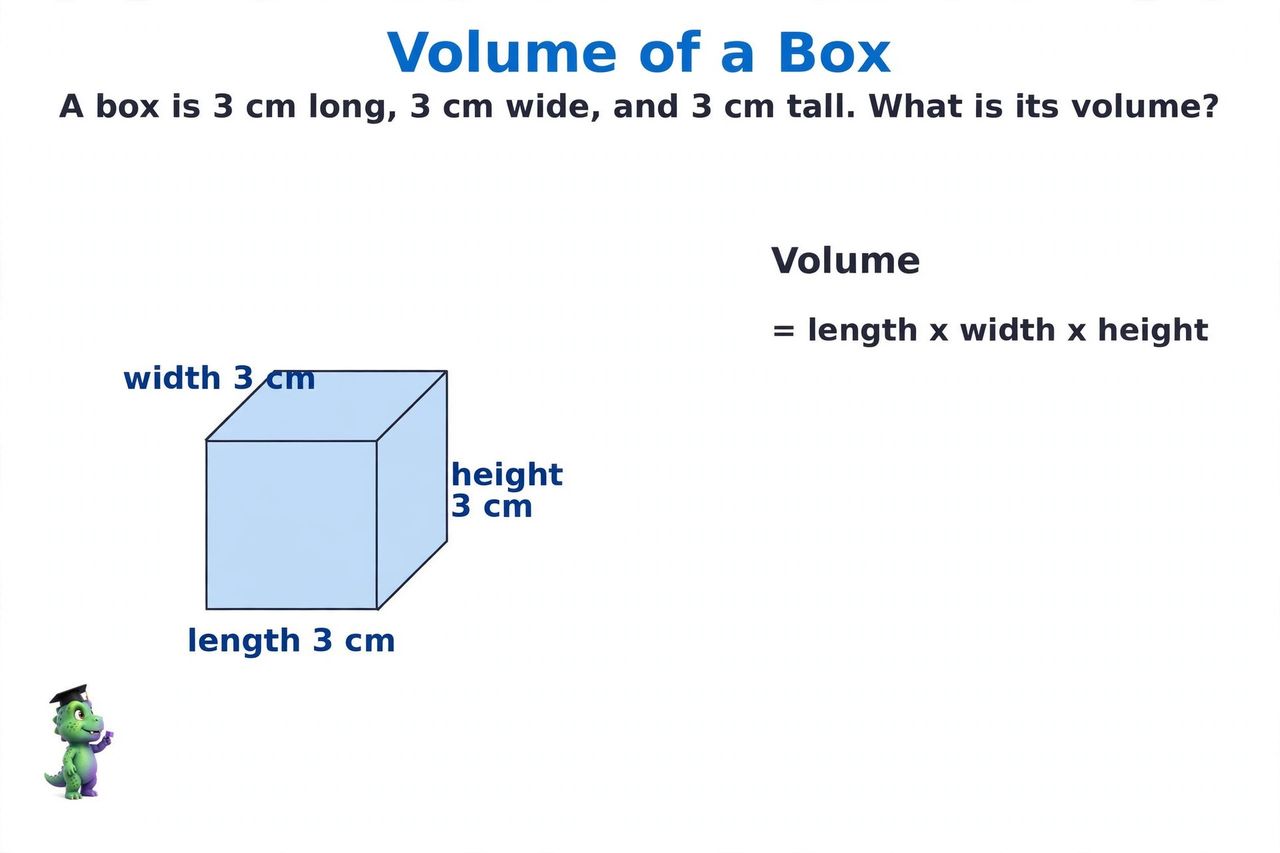 Volume of a Box
A box is 3 cm long, 3 cm wide, and 3 cm tall. What is its volume?
Volume
= length x width x height
width 3 cm
height
3 cm
length 3 cm